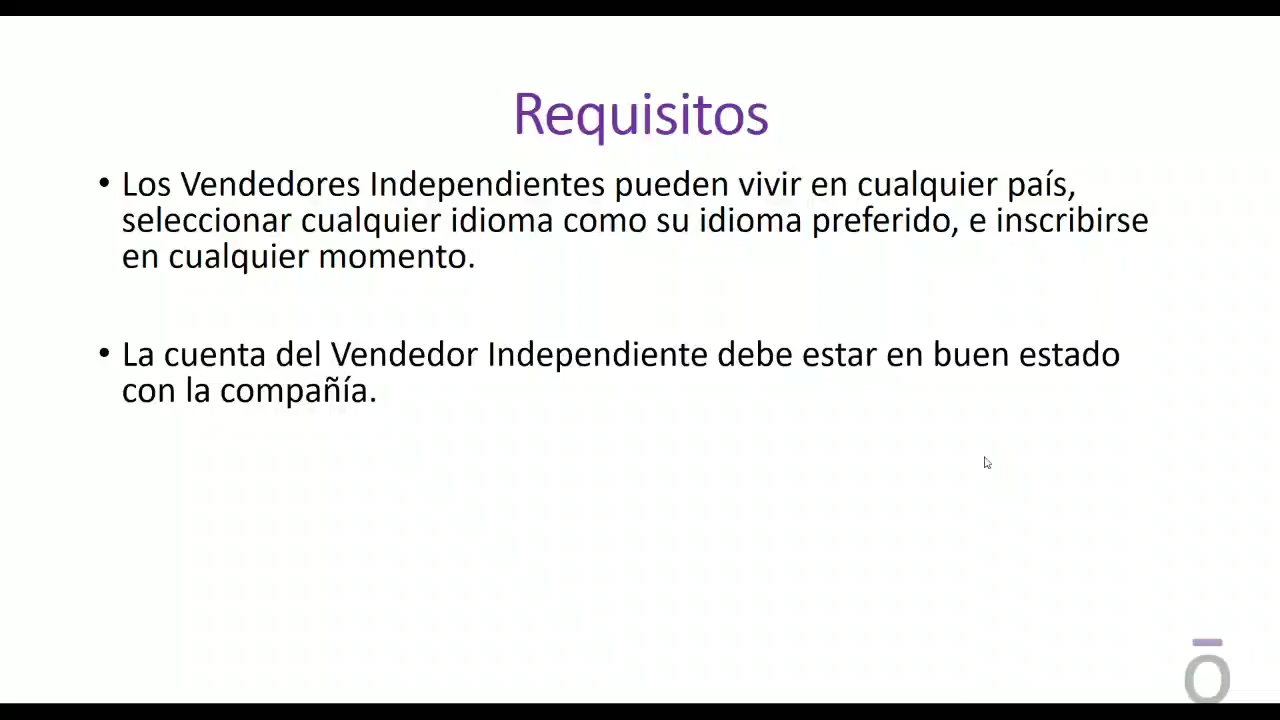 Requisitos
• Los Vendedores Independientes pueden vivir en cualquier país,
seleccionar cualquier idioma como su idioma preferido, e inscribirse
en cualquier momento.
• La cuenta del Vendedor Independiente debe estar en buen estado
con la compañía.
Ō